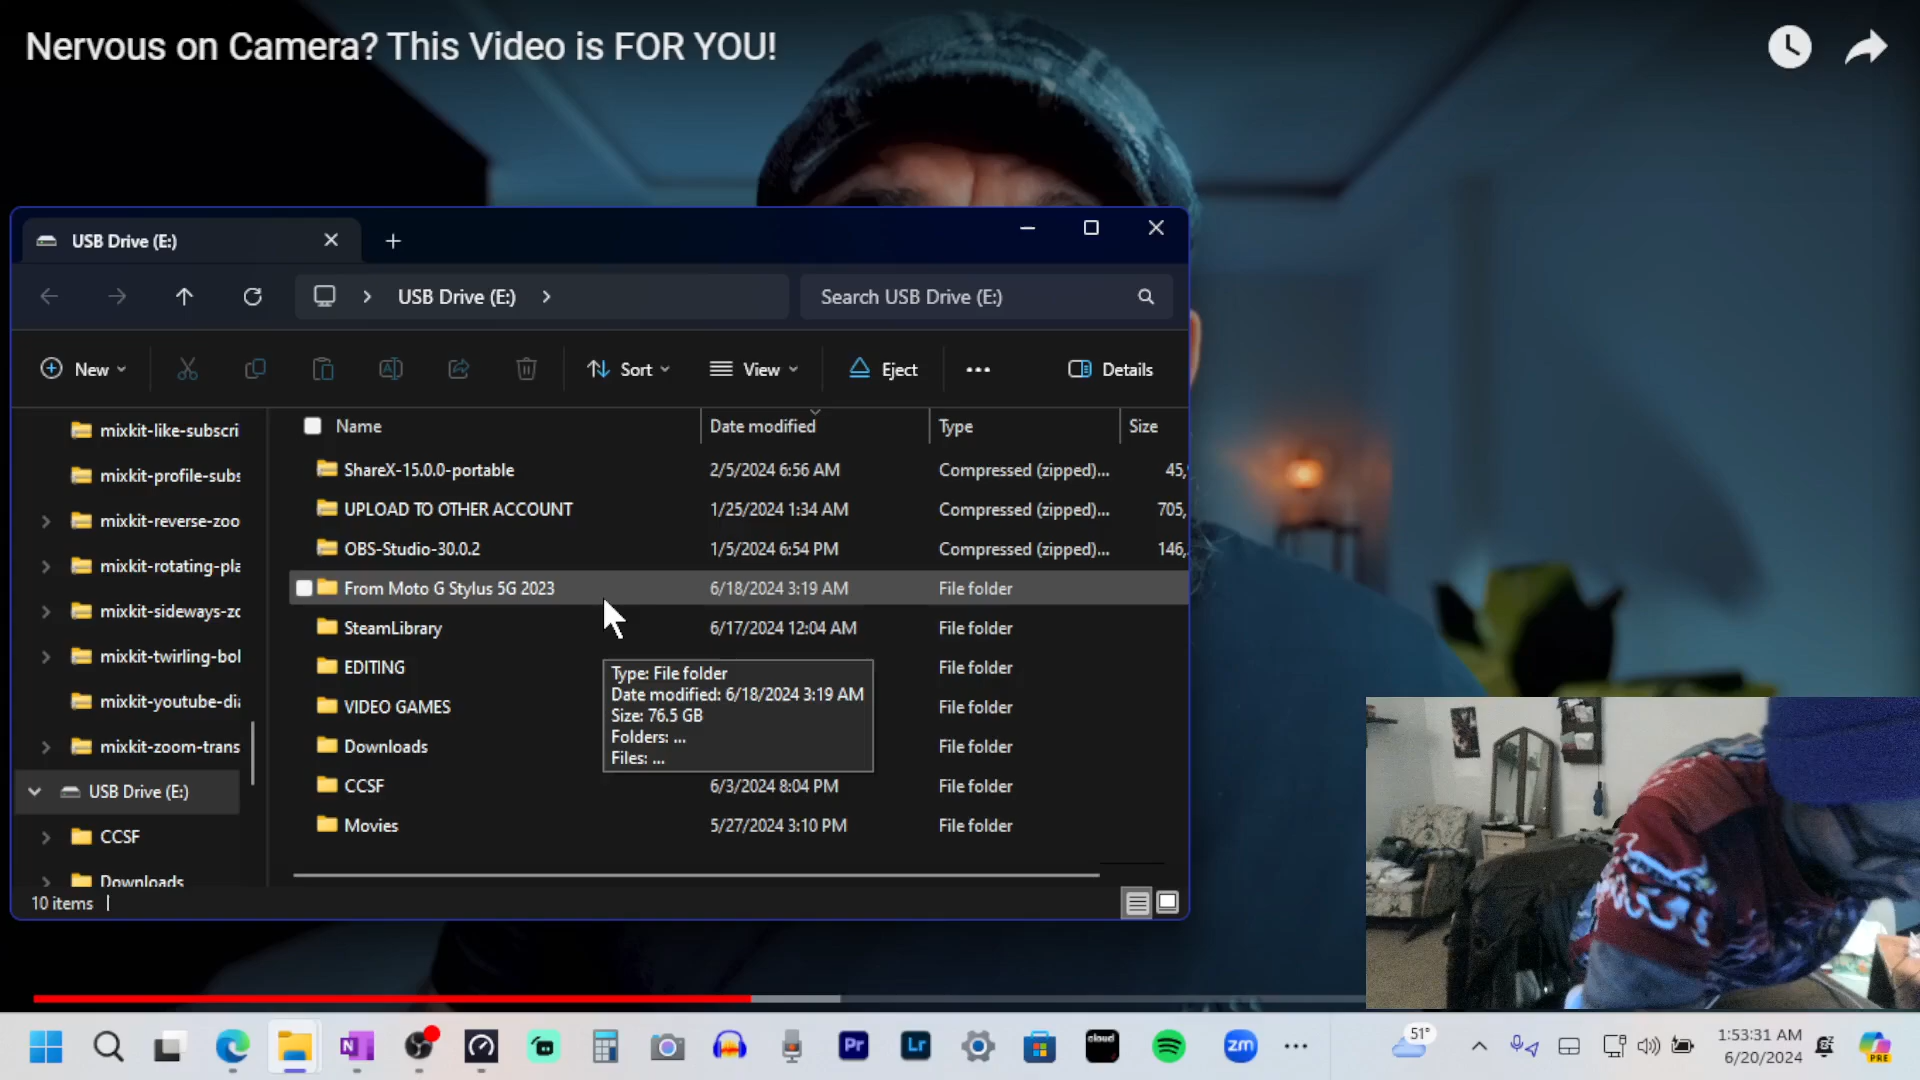 Nervous on Camera? This Video is FOR YOU!
USB Drive (E:)
USB Drive (E:)
Search USB Drive (E:)
New
Sort
View
Eject
Details
mixkit-like-subscri
mixkit-profile-subs
mixkit-reverse-zoo
mixkit-rotating-pla
mixkit-sideways-zc
mixkit-twirling-bol
mixkit-youtube-di
mixkit-zoom-trans
USB Drive (E:)
CCSF
Downloads
Name Date modified Type Size
ShareX-15.0.0-portable 2/5/2024 6:56 AM Compressed (zipped)... 45,
UPLOAD TO OTHER ACCOUNT 1/25/2024 1:34 AM Compressed (zipped)... 705,
OBS-Studio-30.0.2 1/5/2024 6:54 PM Compressed (zipped)... 146,
From Moto G Stylus 5G 2023 6/18/2024 3:19 AM File folder
SteamLibrary 6/17/2024 12:04 AM File folder
EDITING File folder
VIDEO GAMES File folder
Downloads File folder
CCSF 6/3/2024 8:04 PM File folder
Movies 5/27/2024 3:10 PM File folder
Type: File folder
Date modified: 6/18/2024 3:19 AM
Size: 76.5 GB
Folders: ...
Files: ...
10 items
Pr
Lr
cloud
zm
51°
1:53:31 AM
6/20/2024
PRE